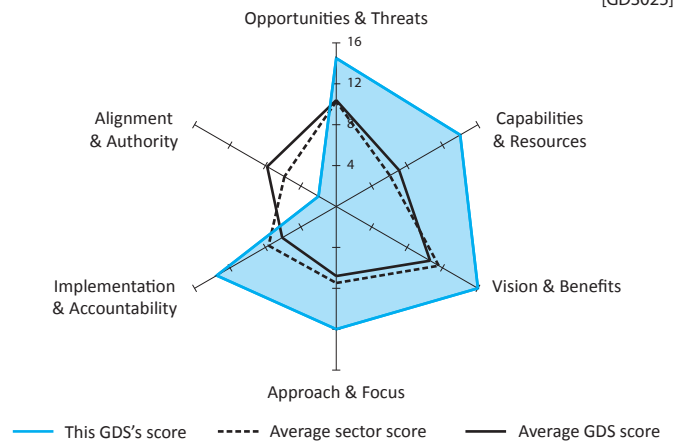 [GDS025]
Opportunities & Threats
16
12
8
4
Alignment
& Authority
Capabilities
& Resources
Implementation
& Accountability
Vision & Benefits
Approach & Focus
This GDS's score
Average sector score
Average GDS score